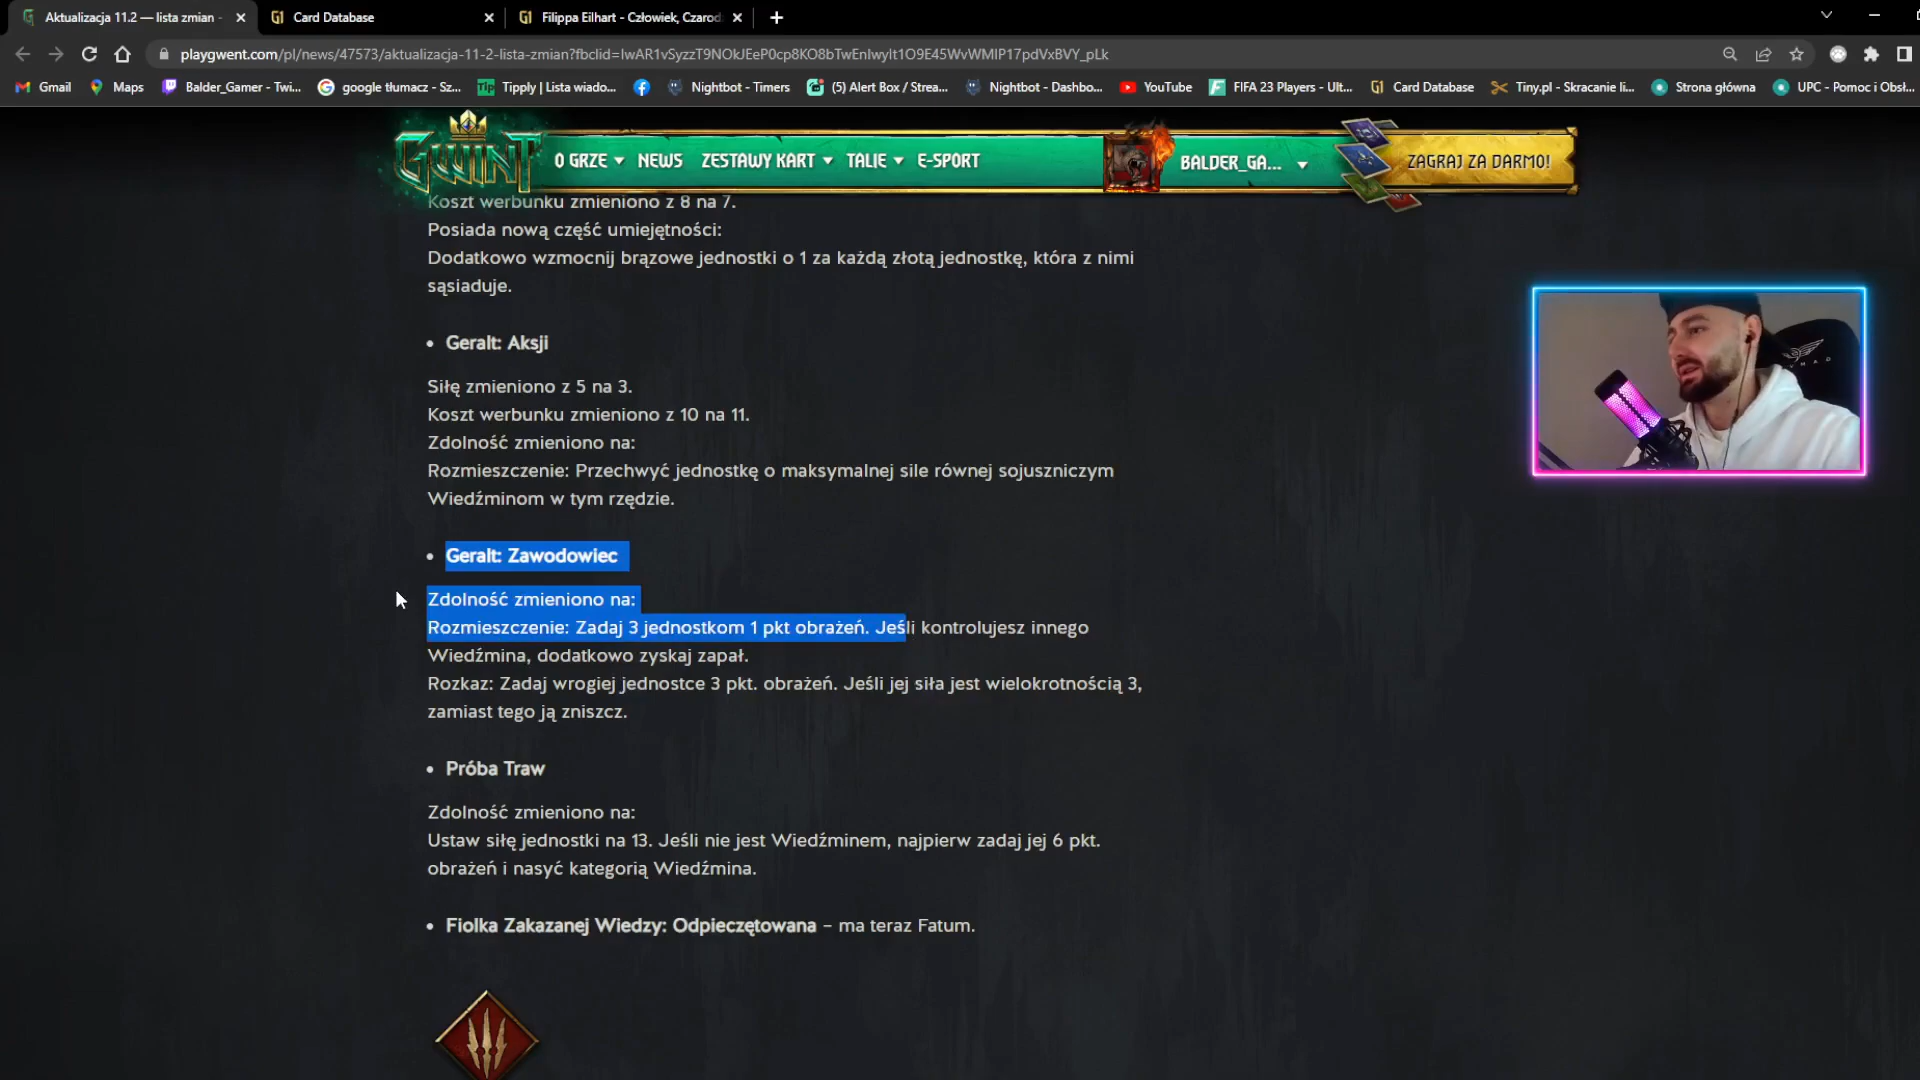 Aktualizacja 11.2 — lista zmian -
Card Database
Filippa Eilhart - Człowiek, Czarod
playgwent.com/pl/news/47573/aktualizacja-11-2-lista-zmian?fbclid=IwAR1vSyzzT9NOkJEeP0cp8KO8bTwEnIwyIt1O9E45WvWMIP17pdVxBVY_pLk
Gmail
Maps
Balder_Gamer - Twi...
google tłumacz - Sz...
Tipply | Lista wiado...
Nightbot - Timers
(5) Alert Box / Strea...
Nightbot - Dashbo...
YouTube
FIFA 23 Players - Ult...
Card Database
Tiny.pl - Skracanie li...
Strona główna
UPC - Pomoc i Obsł...
GWINT
O GRZE
NEWS
ZESTAWY KART
TALIE
E-SPORT
BALDER_GA...
ZAGRAJ ZA DARMO!
Koszt werbunku zmieniono z 8 na 7.
Posiada nową część umiejętności:
Dodatkowo wzmocnij brązowe jednostki o 1 za każdą złotą jednostkę, która z nimi
sąsiaduje.
• Geralt: Aksji
Siłę zmieniono z 5 na 3.
Koszt werbunku zmieniono z 10 na 11.
Zdolność zmieniono na:
Rozmieszczenie: Przechwyć jednostkę o maksymalnej sile równej sojuszniczym
Wiedźminom w tym rzędzie.
• Geralt: Zawodowiec
Zdolność zmieniono na:
Rozmieszczenie: Zadaj 3 jednostkom 1 pkt obrażeń. Jeśli kontrolujesz innego
Wiedźmina, dodatkowo zyskaj zapał.
Rozkaz: Zadaj wrogiej jednostce 3 pkt. obrażeń. Jeśli jej siła jest wielokrotnością 3,
zamiast tego ją zniszcz.
• Próba Traw
Zdolność zmieniono na:
Ustaw siłę jednostki na 13. Jeśli nie jest Wiedźminem, najpierw zadaj jej 6 pkt.
obrażeń i nasyć kategorią Wiedźmina.
• Fiolka Zakazanej Wiedzy: Odpieczętowana – ma teraz Fatum.